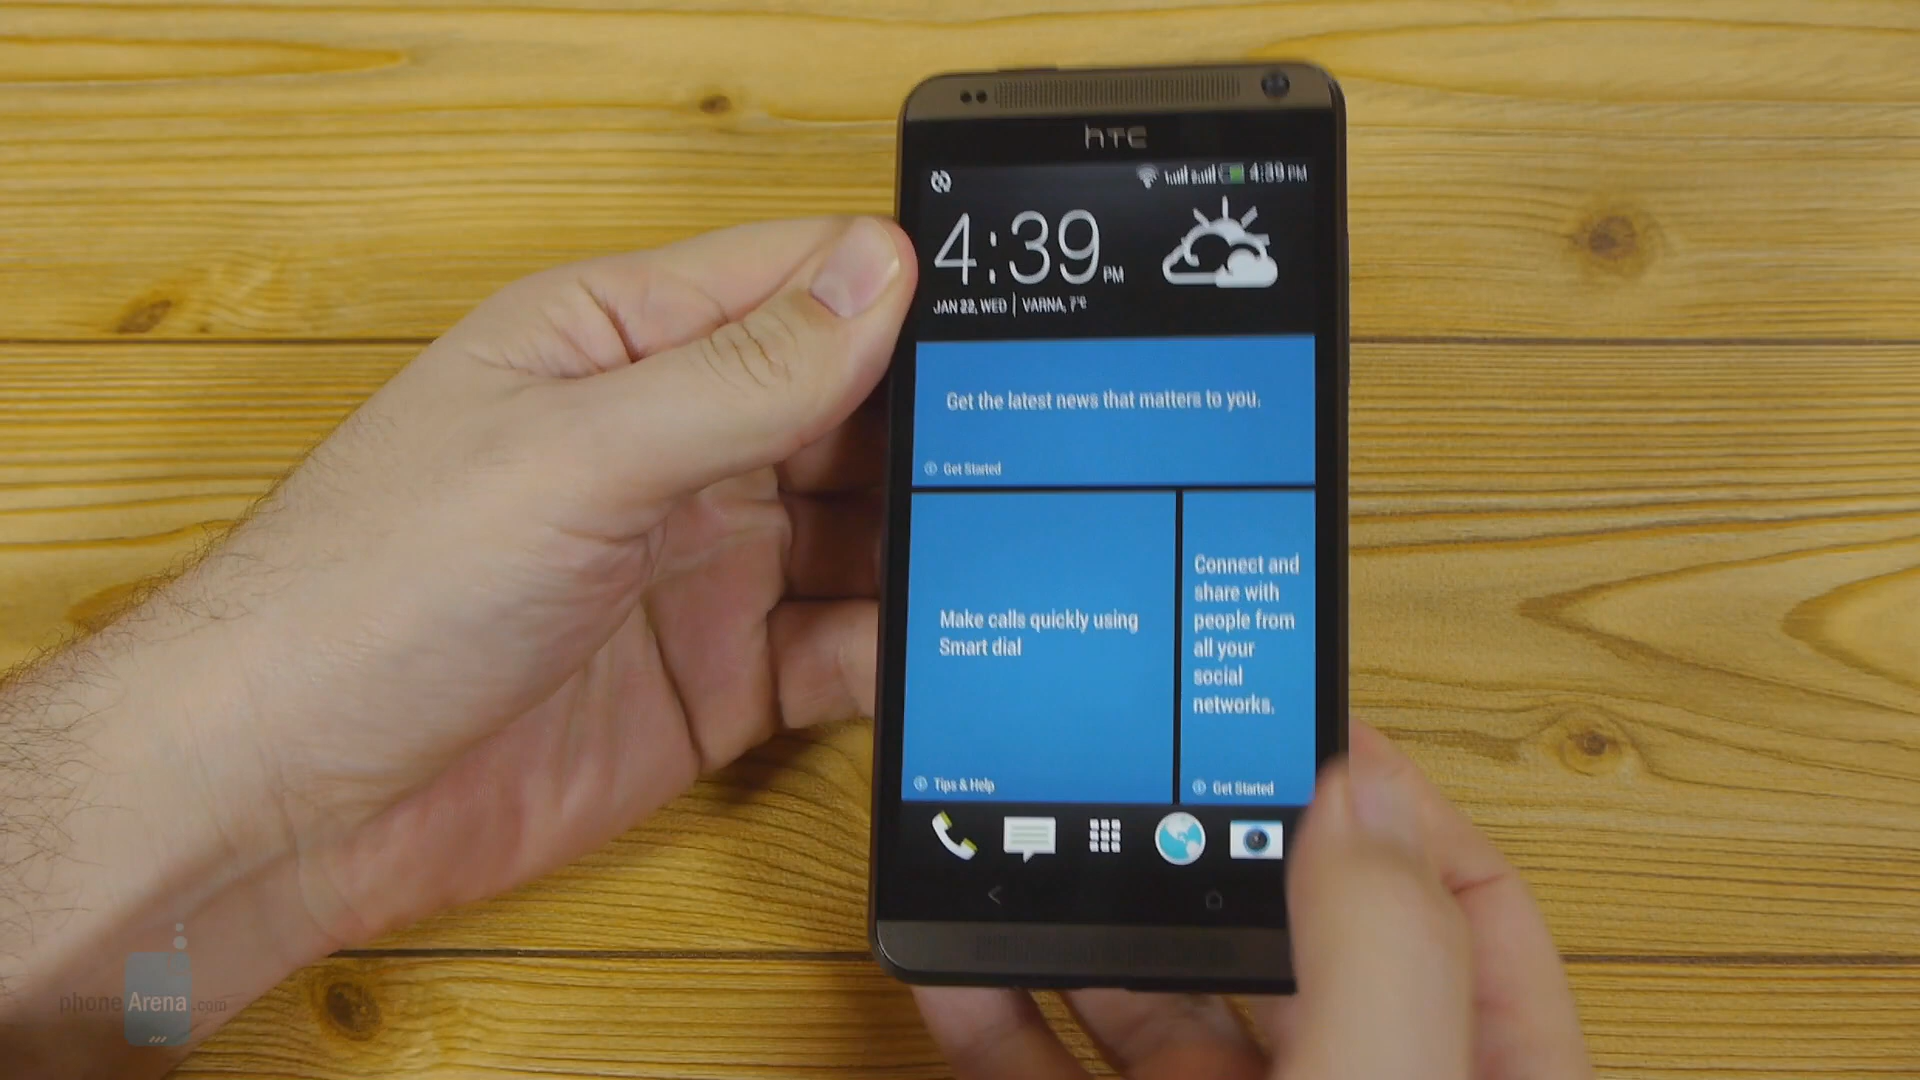 hTC
4:39 PM
4:39 PM
JAN 22, WED | VARNA, 7°C
Get the latest news that matters to you.
Get Started
Make calls quickly using
Smart dial
Tips & Help
Connect and
share with
people from
all your
social
networks.
Get Started
phoneArena.com